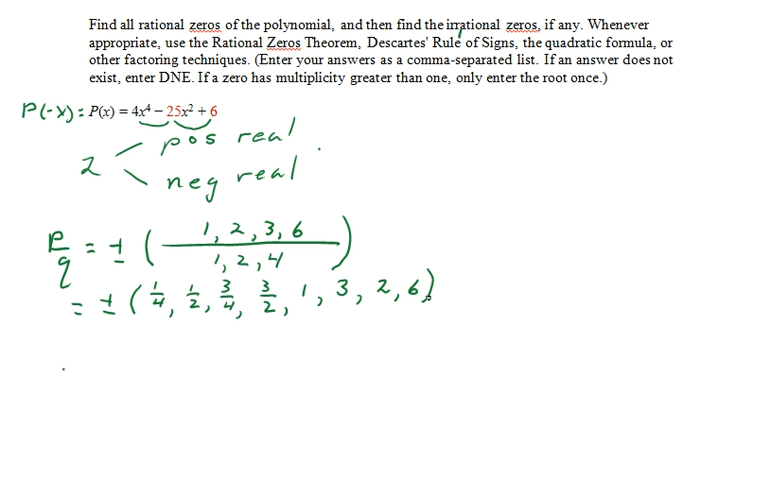 Find all rational zeros of the polynomial, and then find the irrational zeros, if any. Whenever
appropriate, use the Rational Zeros Theorem, Descartes' Rule of Signs, the quadratic formula, or
other factoring techniques. (Enter your answers as a comma-separated list. If an answer does not
exist, enter DNE. If a zero has multiplicity greater than one, only enter the root once.)
P(-x) = P(x) = 4x⁴ − 25x² + 6
pos real
2
neg real
p/q = ± (1, 2, 3, 6 / 1, 2, 4)
= ± (1/4, 1/2, 3/4, 3/2, 1, 3, 2, 6)